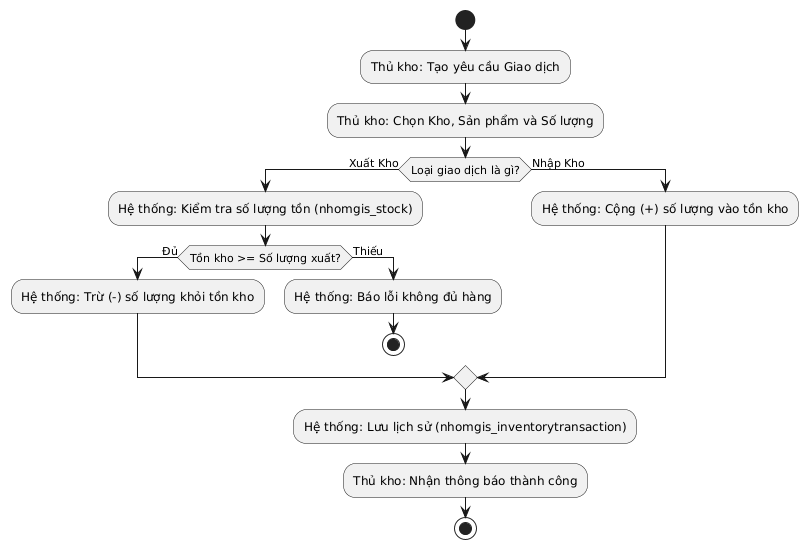 Thủ kho: Tạo yêu cầu Giao dịch
Thủ kho: Chọn Kho, Sản phẩm và Số lượng
Xuất Kho
Loại giao dịch là gì?
Nhập Kho
Hệ thống: Kiểm tra số lượng tồn (nhomgis_stock)
Hệ thống: Cộng (+) số lượng vào tồn kho
Đủ
Tồn kho >= Số lượng xuất?
Thiếu
Hệ thống: Trừ (-) số lượng khỏi tồn kho
Hệ thống: Báo lỗi không đủ hàng
Hệ thống: Lưu lịch sử (nhomgis_inventorytransaction)
Thủ kho: Nhận thông báo thành công